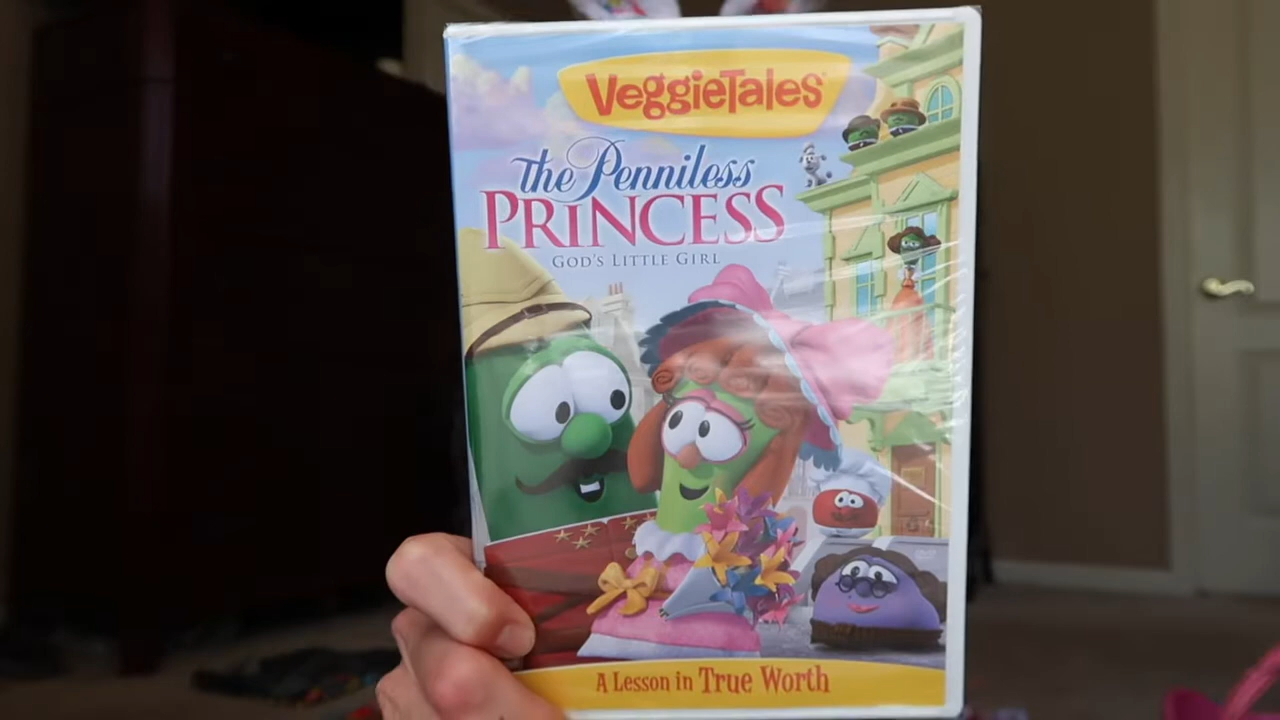 VeggieTales
the Penniless
PRINCESS
GOD'S LITTLE GIRL
A LESSON IN TRUE WORTH